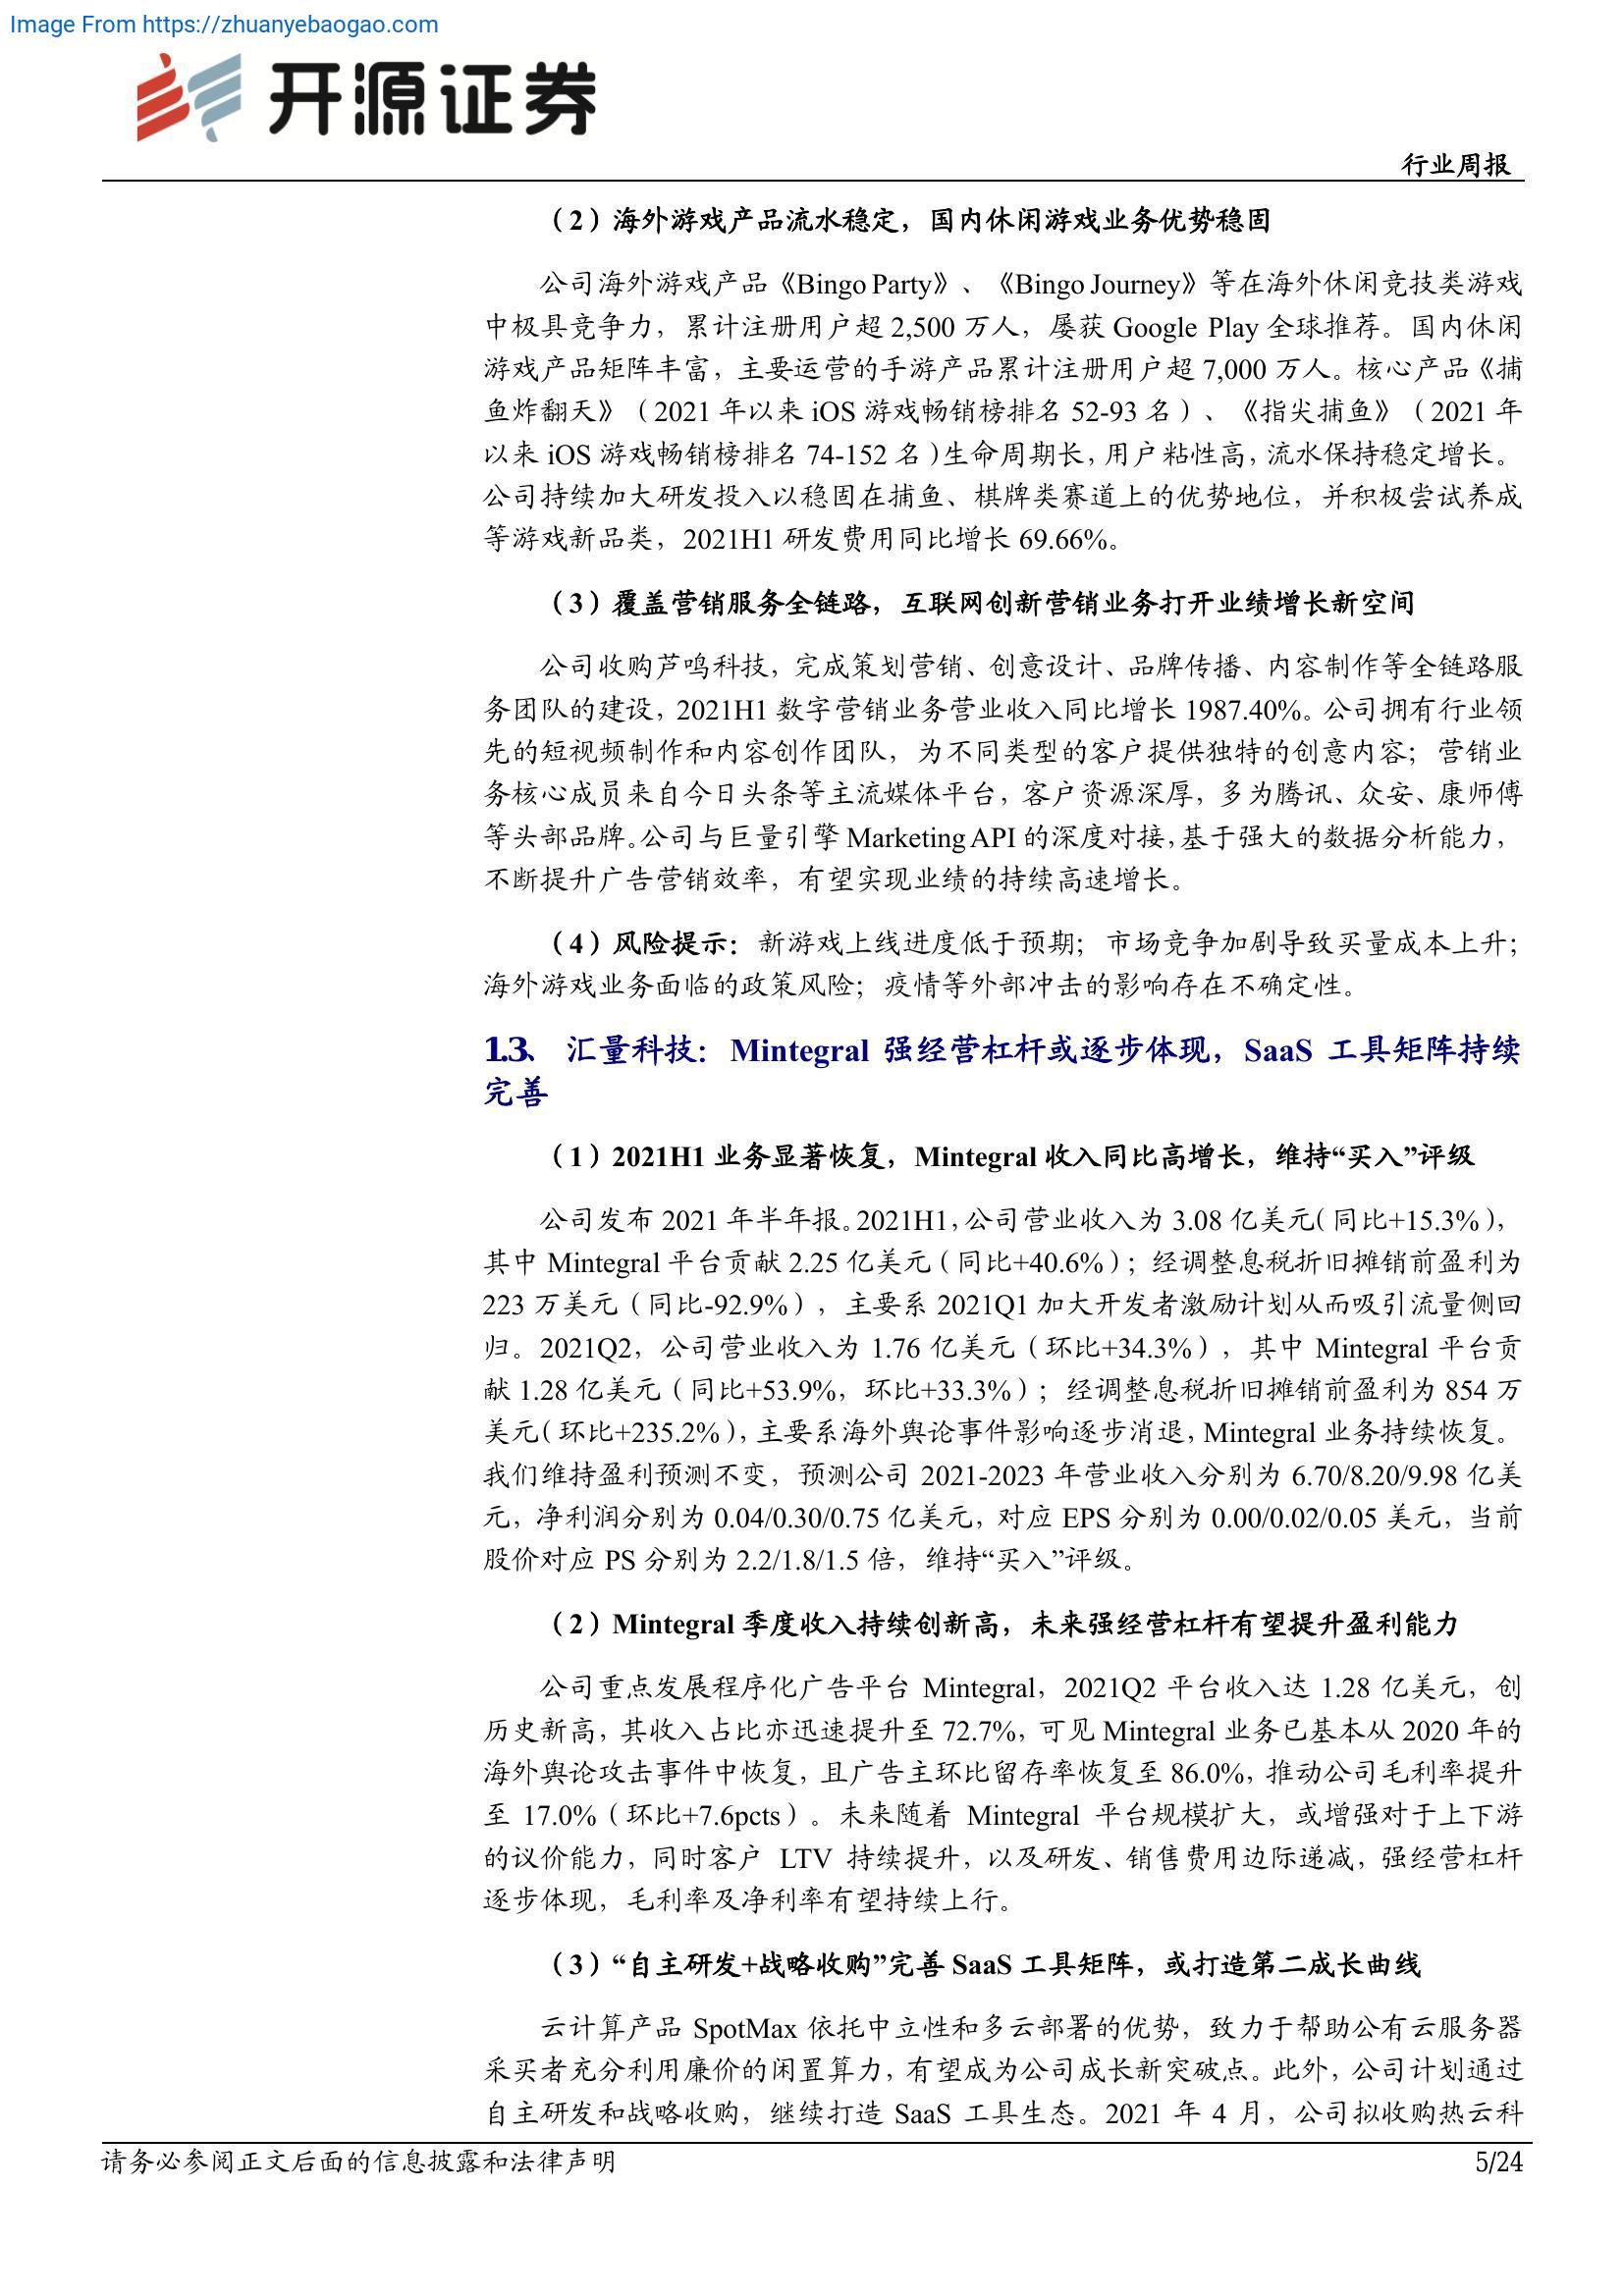 Image From https://zhuanyebaogao.com
开源证券
行业周报
（2）海外游戏产品流水稳定，国内休闲游戏业务优势稳固
公司海外游戏产品《Bingo Party》、《Bingo Journey》等在海外休闲竞技类游戏
中极具竞争力，累计注册用户超 2,500 万人，屡获 Google Play 全球推荐。国内休闲
游戏产品矩阵丰富，主要运营的手游产品累计注册用户超 7,000 万人。核心产品《捕
鱼炸翻天》（2021 年以来 iOS 游戏畅销榜排名 52-93 名）、《指尖捕鱼》（2021 年
以来 iOS 游戏畅销榜排名 74-152 名）生命周期长，用户粘性高，流水保持稳定增长。
公司持续加大研发投入以稳固在捕鱼、棋牌类赛道上的优势地位，并积极尝试养成
等游戏新品类，2021H1 研发费用同比增长 69.66%。
（3）覆盖营销服务全链路，互联网创新营销业务打开业绩增长新空间
公司收购芦鸣科技，完成策划营销、创意设计、品牌传播、内容制作等全链路服
务团队的建设，2021H1 数字营销业务营业收入同比增长 1987.40%。公司拥有行业领
先的短视频制作和内容创作团队，为不同类型的客户提供独特的创意内容；营销业
务核心成员来自今日头条等主流媒体平台，客户资源深厚，多为腾讯、众安、康师傅
等头部品牌。公司与巨量引擎 Marketing API 的深度对接，基于强大的数据分析能力，
不断提升广告营销效率，有望实现业绩的持续高速增长。
（4）风险提示：新游戏上线进度低于预期；市场竞争加剧导致买量成本上升；
海外游戏业务面临的政策风险；疫情等外部冲击的影响存在不确定性。
1.3、 汇量科技：Mintegral 强经营杠杆或逐步体现，SaaS 工具矩阵持续
完善
（1）2021H1 业务显著恢复，Mintegral 收入同比高增长，维持“买入”评级
公司发布 2021 年半年报。2021H1，公司营业收入为 3.08 亿美元（同比+15.3%），
其中 Mintegral 平台贡献 2.25 亿美元（同比+40.6%）；经调整息税折旧摊销前盈利为
223 万美元（同比-92.9%），主要系 2021Q1 加大开发者激励计划从而吸引流量侧回
归。2021Q2，公司营业收入为 1.76 亿美元（环比+34.3%），其中 Mintegral 平台贡
献 1.28 亿美元（同比+53.9%，环比+33.3%）；经调整息税折旧摊销前盈利为 854 万
美元（环比+235.2%），主要系海外舆论事件影响逐步消退，Mintegral 业务持续恢复。
我们维持盈利预测不变，预测公司 2021-2023 年营业收入分别为 6.70/8.20/9.98 亿美
元，净利润分别为 0.04/0.30/0.75 亿美元，对应 EPS 分别为 0.00/0.02/0.05 美元，当前
股价对应 PS 分别为 2.2/1.8/1.5 倍，维持“买入”评级。
（2）Mintegral 季度收入持续创新高，未来强经营杠杆有望提升盈利能力
公司重点发展程序化广告平台 Mintegral，2021Q2 平台收入达 1.28 亿美元，创
历史新高，其收入占比亦迅速提升至 72.7%，可见 Mintegral 业务已基本从 2020 年的
海外舆论攻击事件中恢复，且广告主环比留存率恢复至 86.0%，推动公司毛利率提升
至 17.0%（环比+7.6pcts）。未来随着 Mintegral 平台规模扩大，或增强对于上下游
的议价能力，同时客户 LTV 持续提升，以及研发、销售费用边际递减，强经营杠杆
逐步体现，毛利率及净利率有望持续上行。
（3）“自主研发+战略收购”完善 SaaS 工具矩阵，或打造第二成长曲线
云计算产品 SpotMax 依托中立性和多云部署的优势，致力于帮助公有云服务器
采买者充分利用廉价的闲置算力，有望成为公司成长新突破点。此外，公司计划通过
自主研发和战略收购，继续打造 SaaS 工具生态。2021 年 4 月，公司拟收购热云科
请务必参阅正文后面的信息披露和法律声明
5/24